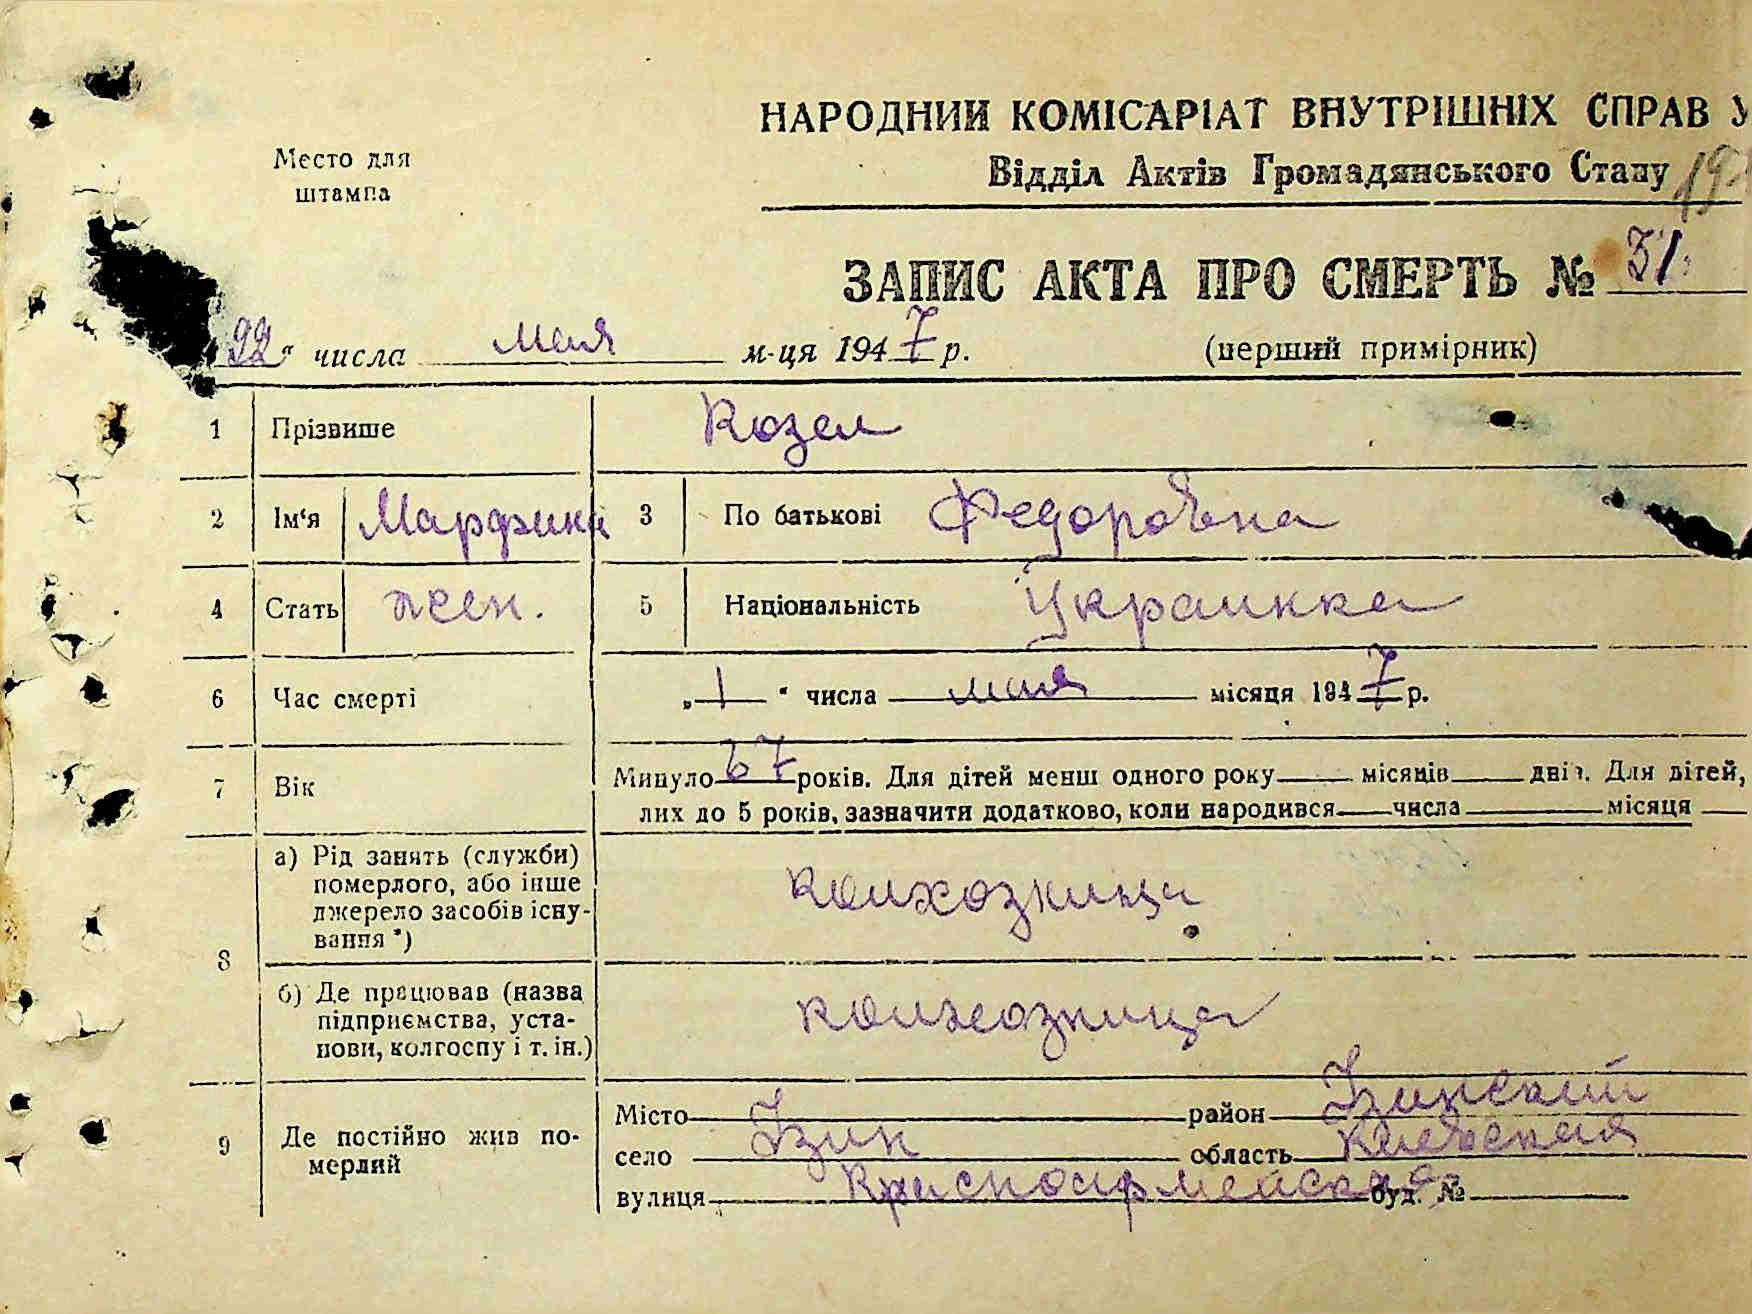 НАРОДНИЙ КОМІСАРІАТ ВНУТРІШНІХ СПРАВ У
Место для штампа
Відділ Актів Громадянського Стану
ЗАПИС АКТА ПРО СМЕРТЬ № 31
22 " числа мая м-ця 1947 р. (перший примірник)
1 Прізвише Козел
2 Ім'я Марфина 3 По батькові Федоровна
4 Стать жен. 5 Національність Украинка
6 Час смерті „1" числа мая місяця 1947 р.
7 Вік Минуло 67 років. Для дітей менш одного року місяців днів. Для дітей,
лих до 5 років, зазначити додатково, коли народився числа місяця
8 а) Рід занять (служби) померлого, або інше джерело засобів існу-вання *) колхозница
б) Де працював (назва підприємства, уста-нови, колгоспу і т. ін.) колхозница
9 Де постійно жив по-мерлий
Місто район Узинский
село Узин область Киевская
вулиця Красноармейская буд. №